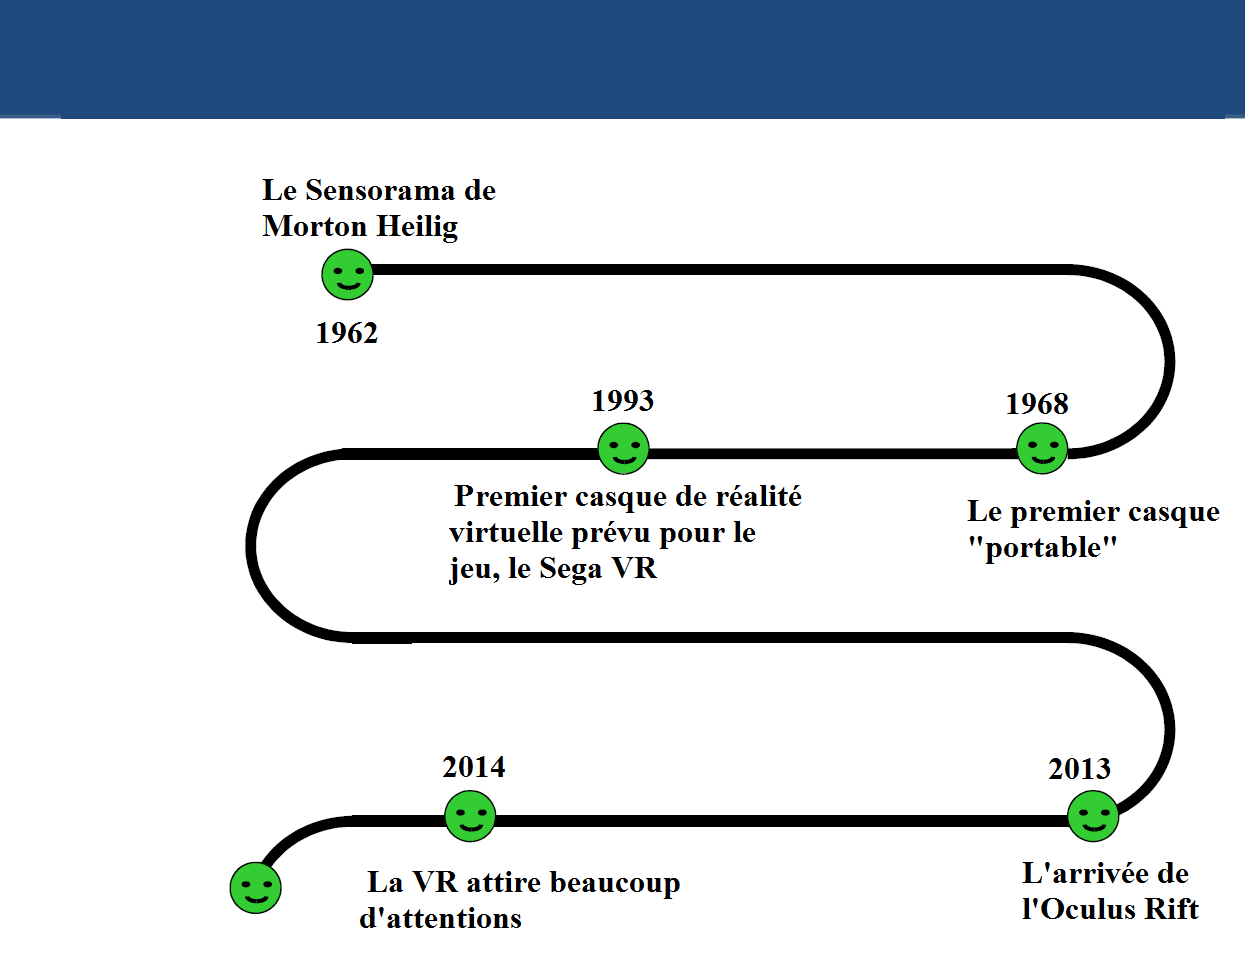 Le Sensorama de
Morton Heilig
1962
1993
1968
Premier casque de réalité
virtuelle prévu pour le
jeu, le Sega VR
Le premier casque
"portable"
2014
2013
La VR attire beaucoup
d'attentions
L'arrivée de
l'Oculus Rift